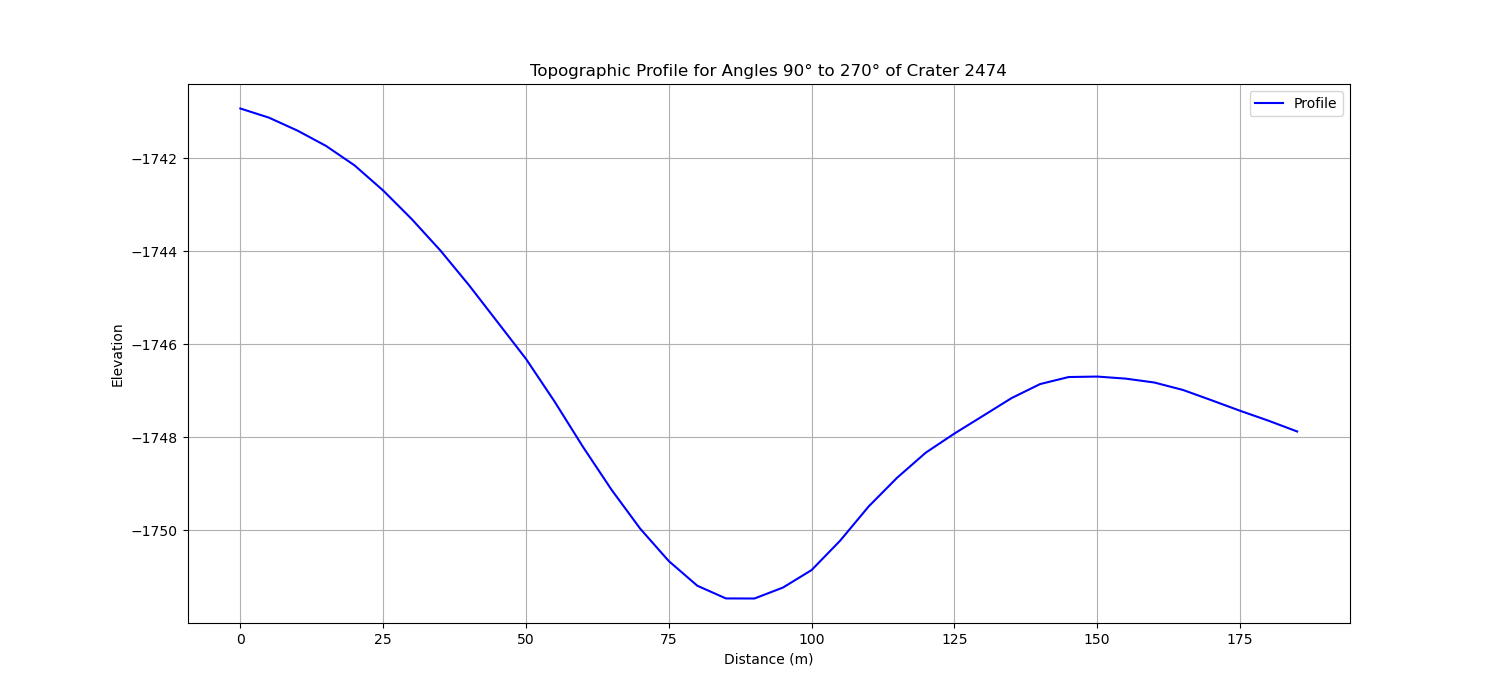 Topographic Profile for Angles 90° to 270° of Crater 2474
Profile
−1742
−1744
−1746
−1748
−1750
Elevation
0 25 50 75 100 125 150 175
Distance (m)